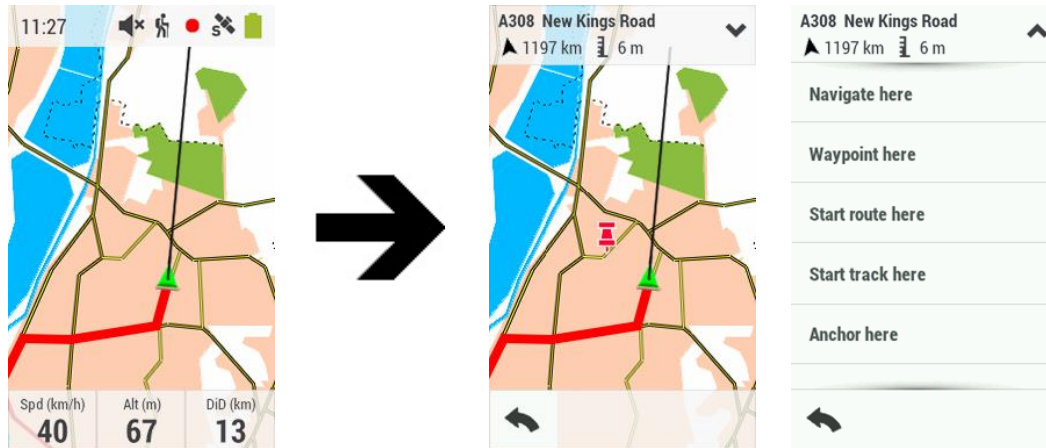 11:27
S
Spd (km/h) Alt (m) DiD (km)
40 67 13
A308 New Kings Road
1197 km 6 m
A308 New Kings Road
1197 km 6 m
Navigate here
Waypoint here
Start route here
Start track here
Anchor here